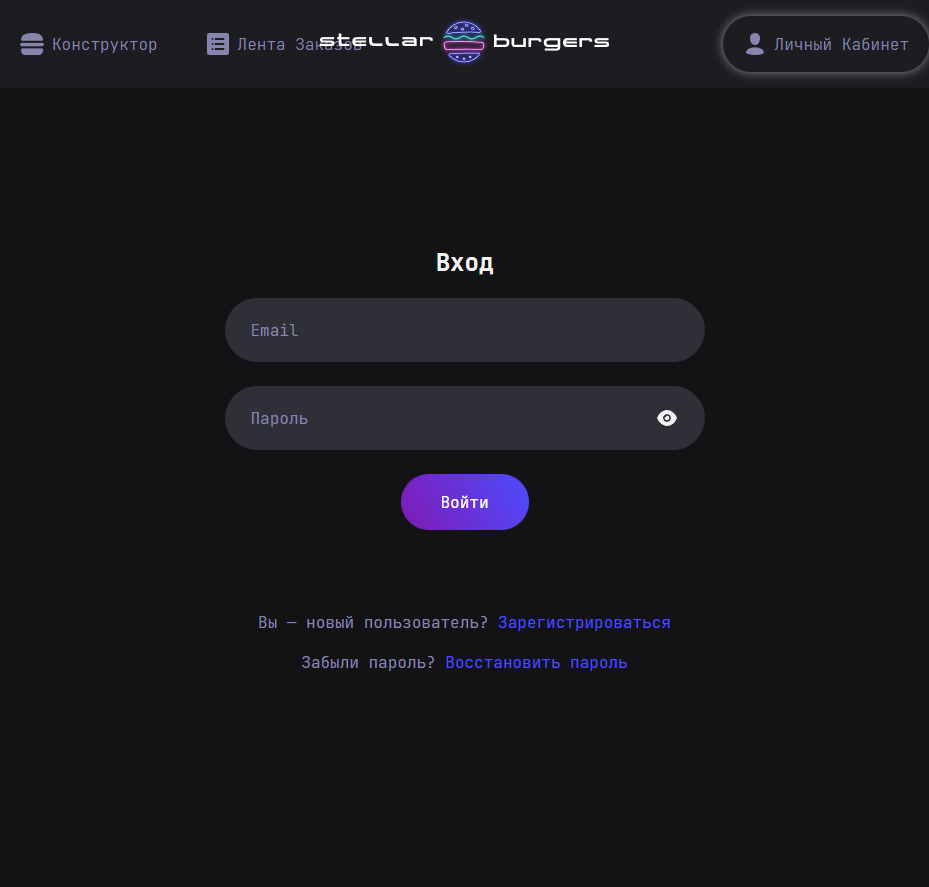 Конструктор
Лента Заказов
stellar burgers
Личный Кабинет
Вход
Email
Пароль
Войти
Вы — новый пользователь? Зарегистрироваться
Забыли пароль? Восстановить пароль